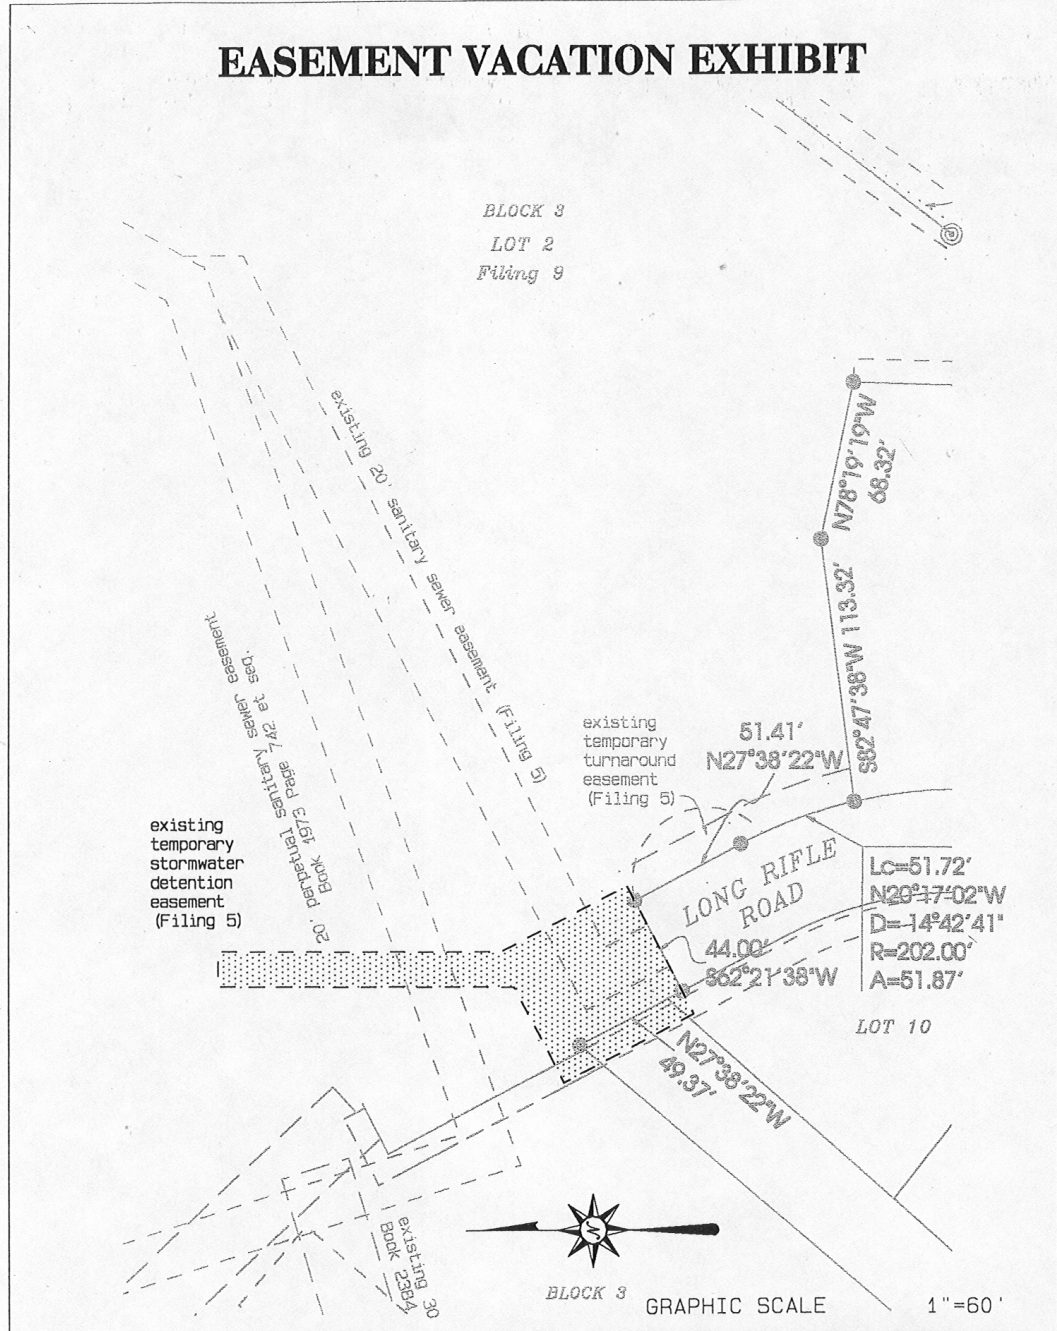 EASEMENT VACATION EXHIBIT
BLOCK 3
LOT 2
Filing 9
existing 20' sanitary sewer easement (Filing 5)
N78°19'19"W
68.32'
S82°47'38"W 113.32'
20' perpetual sanitary sewer easement
Book 1973 Page 742 et seq.
existing
temporary
turnaround
easement
(Filing 5)
51.41'
N27°38'22"W
existing
temporary
stormwater
detention
easement
(Filing 5)
LONG RIFLE
ROAD
Lc=51.72'
N20°17'02"W
D=14°42'41"
R=202.00'
A=51.87'
44.00'
S62°21'38"W
LOT 10
N27°38'22"W
49.37'
existing 30
Book 2384
N
BLOCK 3
GRAPHIC SCALE 1"=60'